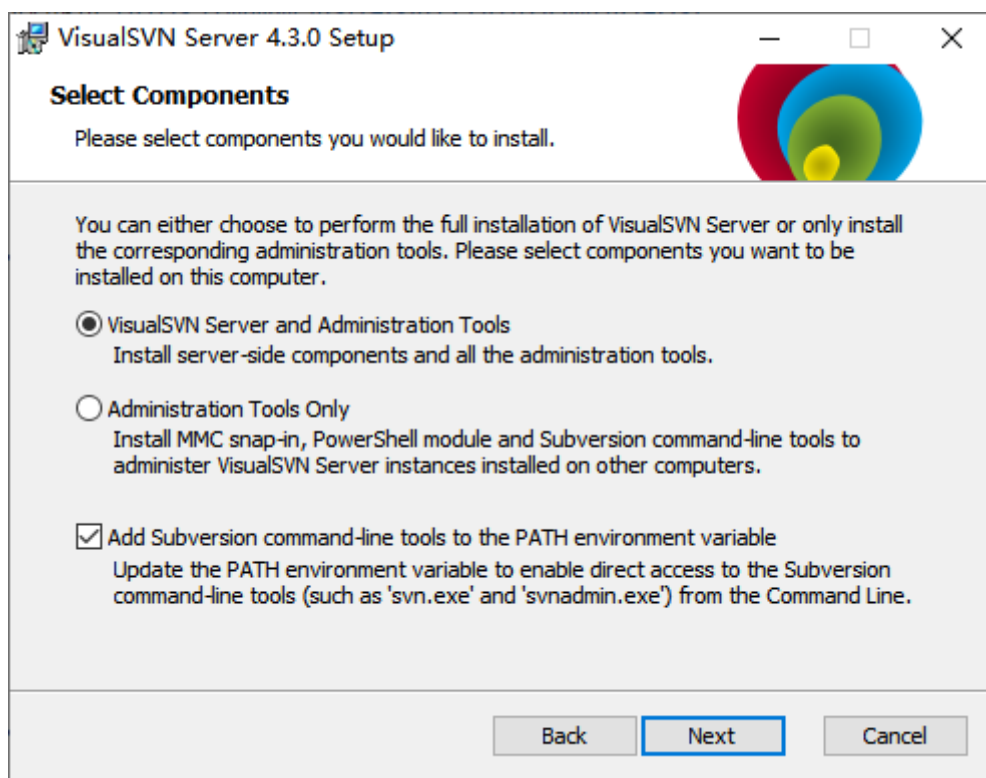 VisualSVN Server 4.3.0 Setup
Select Components
Please select components you would like to install.
You can either choose to perform the full installation of VisualSVN Server or only install
the corresponding administration tools. Please select components you want to be
installed on this computer.
VisualSVN Server and Administration Tools
Install server-side components and all the administration tools.
Administration Tools Only
Install MMC snap-in, PowerShell module and Subversion command-line tools to
administer VisualSVN Server instances installed on other computers.
Add Subversion command-line tools to the PATH environment variable
Update the PATH environment variable to enable direct access to the Subversion
command-line tools (such as 'svn.exe' and 'svnadmin.exe') from the Command Line.
Back Next Cancel